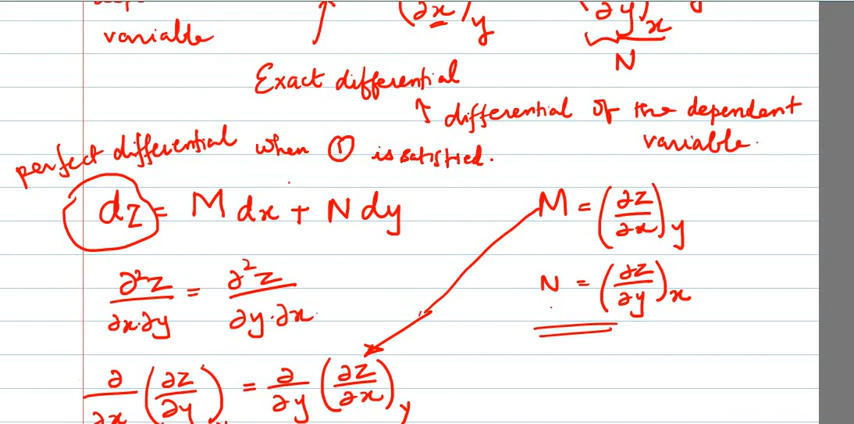 variable
(∂x)y
∂y)x
N
Exact differential
↑ differential of the dependent
variable.
perfect differential when ① is satisfied.
dz = M dx + N dy
M = (∂z/∂x)y
∂²z/∂x·∂y = ∂²z/∂y·∂x
N = (∂z/∂y)x
∂/∂x (∂z/∂y) = ∂/∂y (∂z/∂x)y